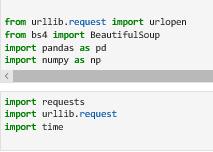 from urllib.request import urlopen
from bs4 import BeautifulSoup
import pandas as pd
import numpy as np
import requests
import urllib.request
import time